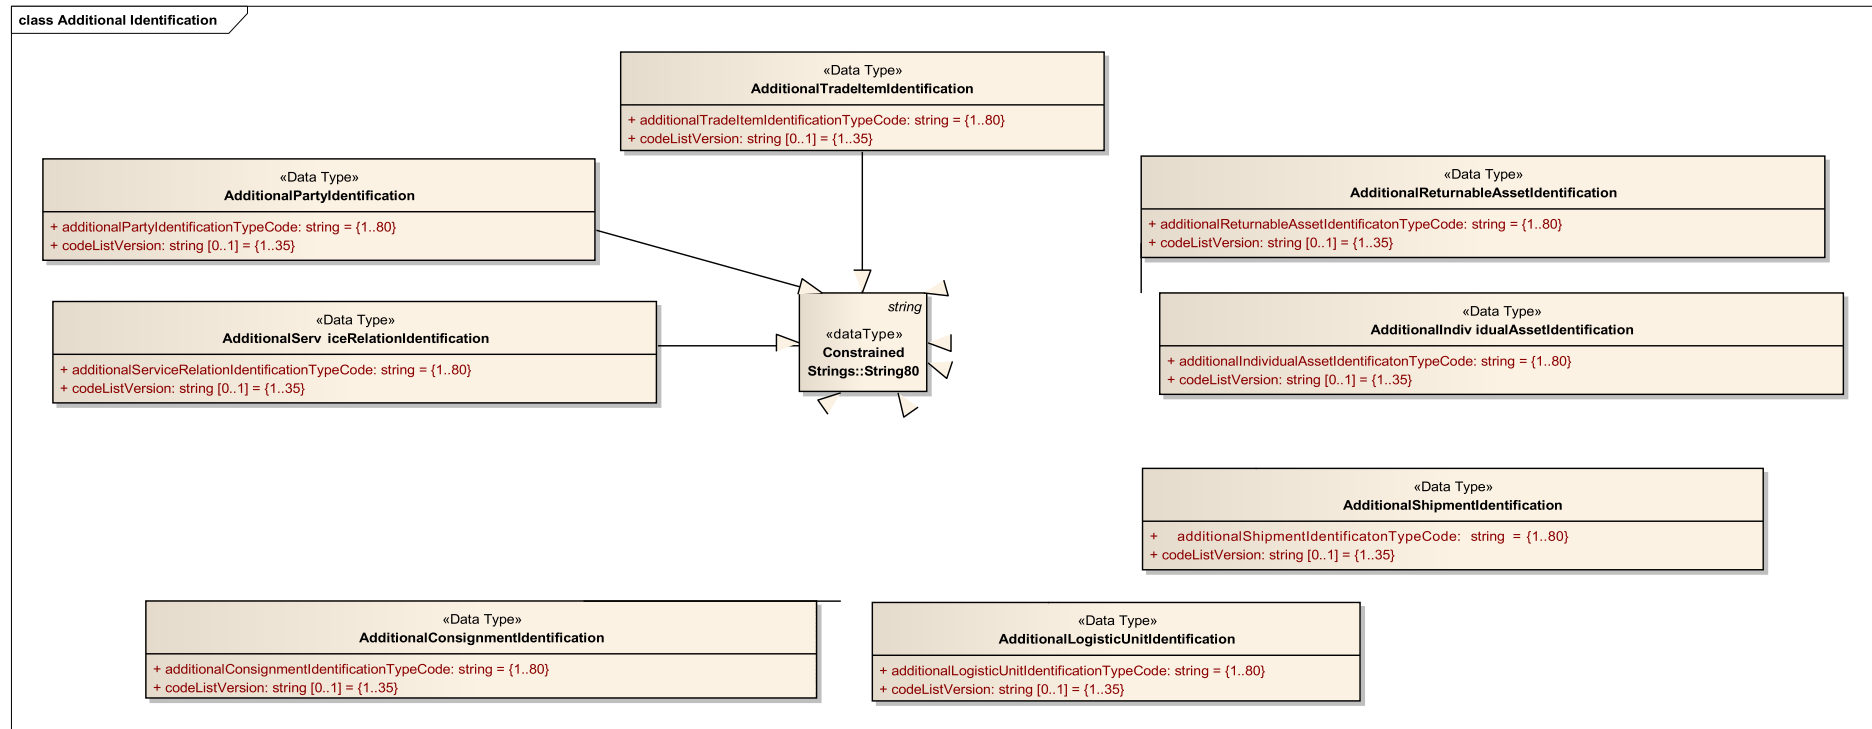 class Additional Identification
«Data Type»
AdditionalTradeItemIdentification
+ additionalTradeItemIdentificationTypeCode: string = {1..80}
+ codeListVersion: string [0..1] = {1..35}
«Data Type»
AdditionalPartyIdentification
+ additionalPartyIdentificationTypeCode: string = {1..80}
+ codeListVersion: string [0..1] = {1..35}
«Data Type»
AdditionalReturnableAssetIdentification
+ additionalReturnableAssetIdentificatonTypeCode: string = {1..80}
+ codeListVersion: string [0..1] = {1..35}
«Data Type»
AdditionalServ iceRelationIdentification
+ additionalServiceRelationIdentificationTypeCode: string = {1..80}
+ codeListVersion: string [0..1] = {1..35}
string
«dataType»
Constrained
Strings::String80
«Data Type»
AdditionalIndiv idualAssetIdentification
+ additionalIndividualAssetIdentificatonTypeCode: string = {1..80}
+ codeListVersion: string [0..1] = {1..35}
«Data Type»
AdditionalShipmentIdentification
+ additionalShipmentIdentificatonTypeCode: string = {1..80}
+ codeListVersion: string [0..1] = {1..35}
«Data Type»
AdditionalConsignmentIdentification
+ additionalConsignmentIdentificationTypeCode: string = {1..80}
+ codeListVersion: string [0..1] = {1..35}
«Data Type»
AdditionalLogisticUnitIdentification
+ additionalLogisticUnitIdentificationTypeCode: string = {1..80}
+ codeListVersion: string [0..1] = {1..35}